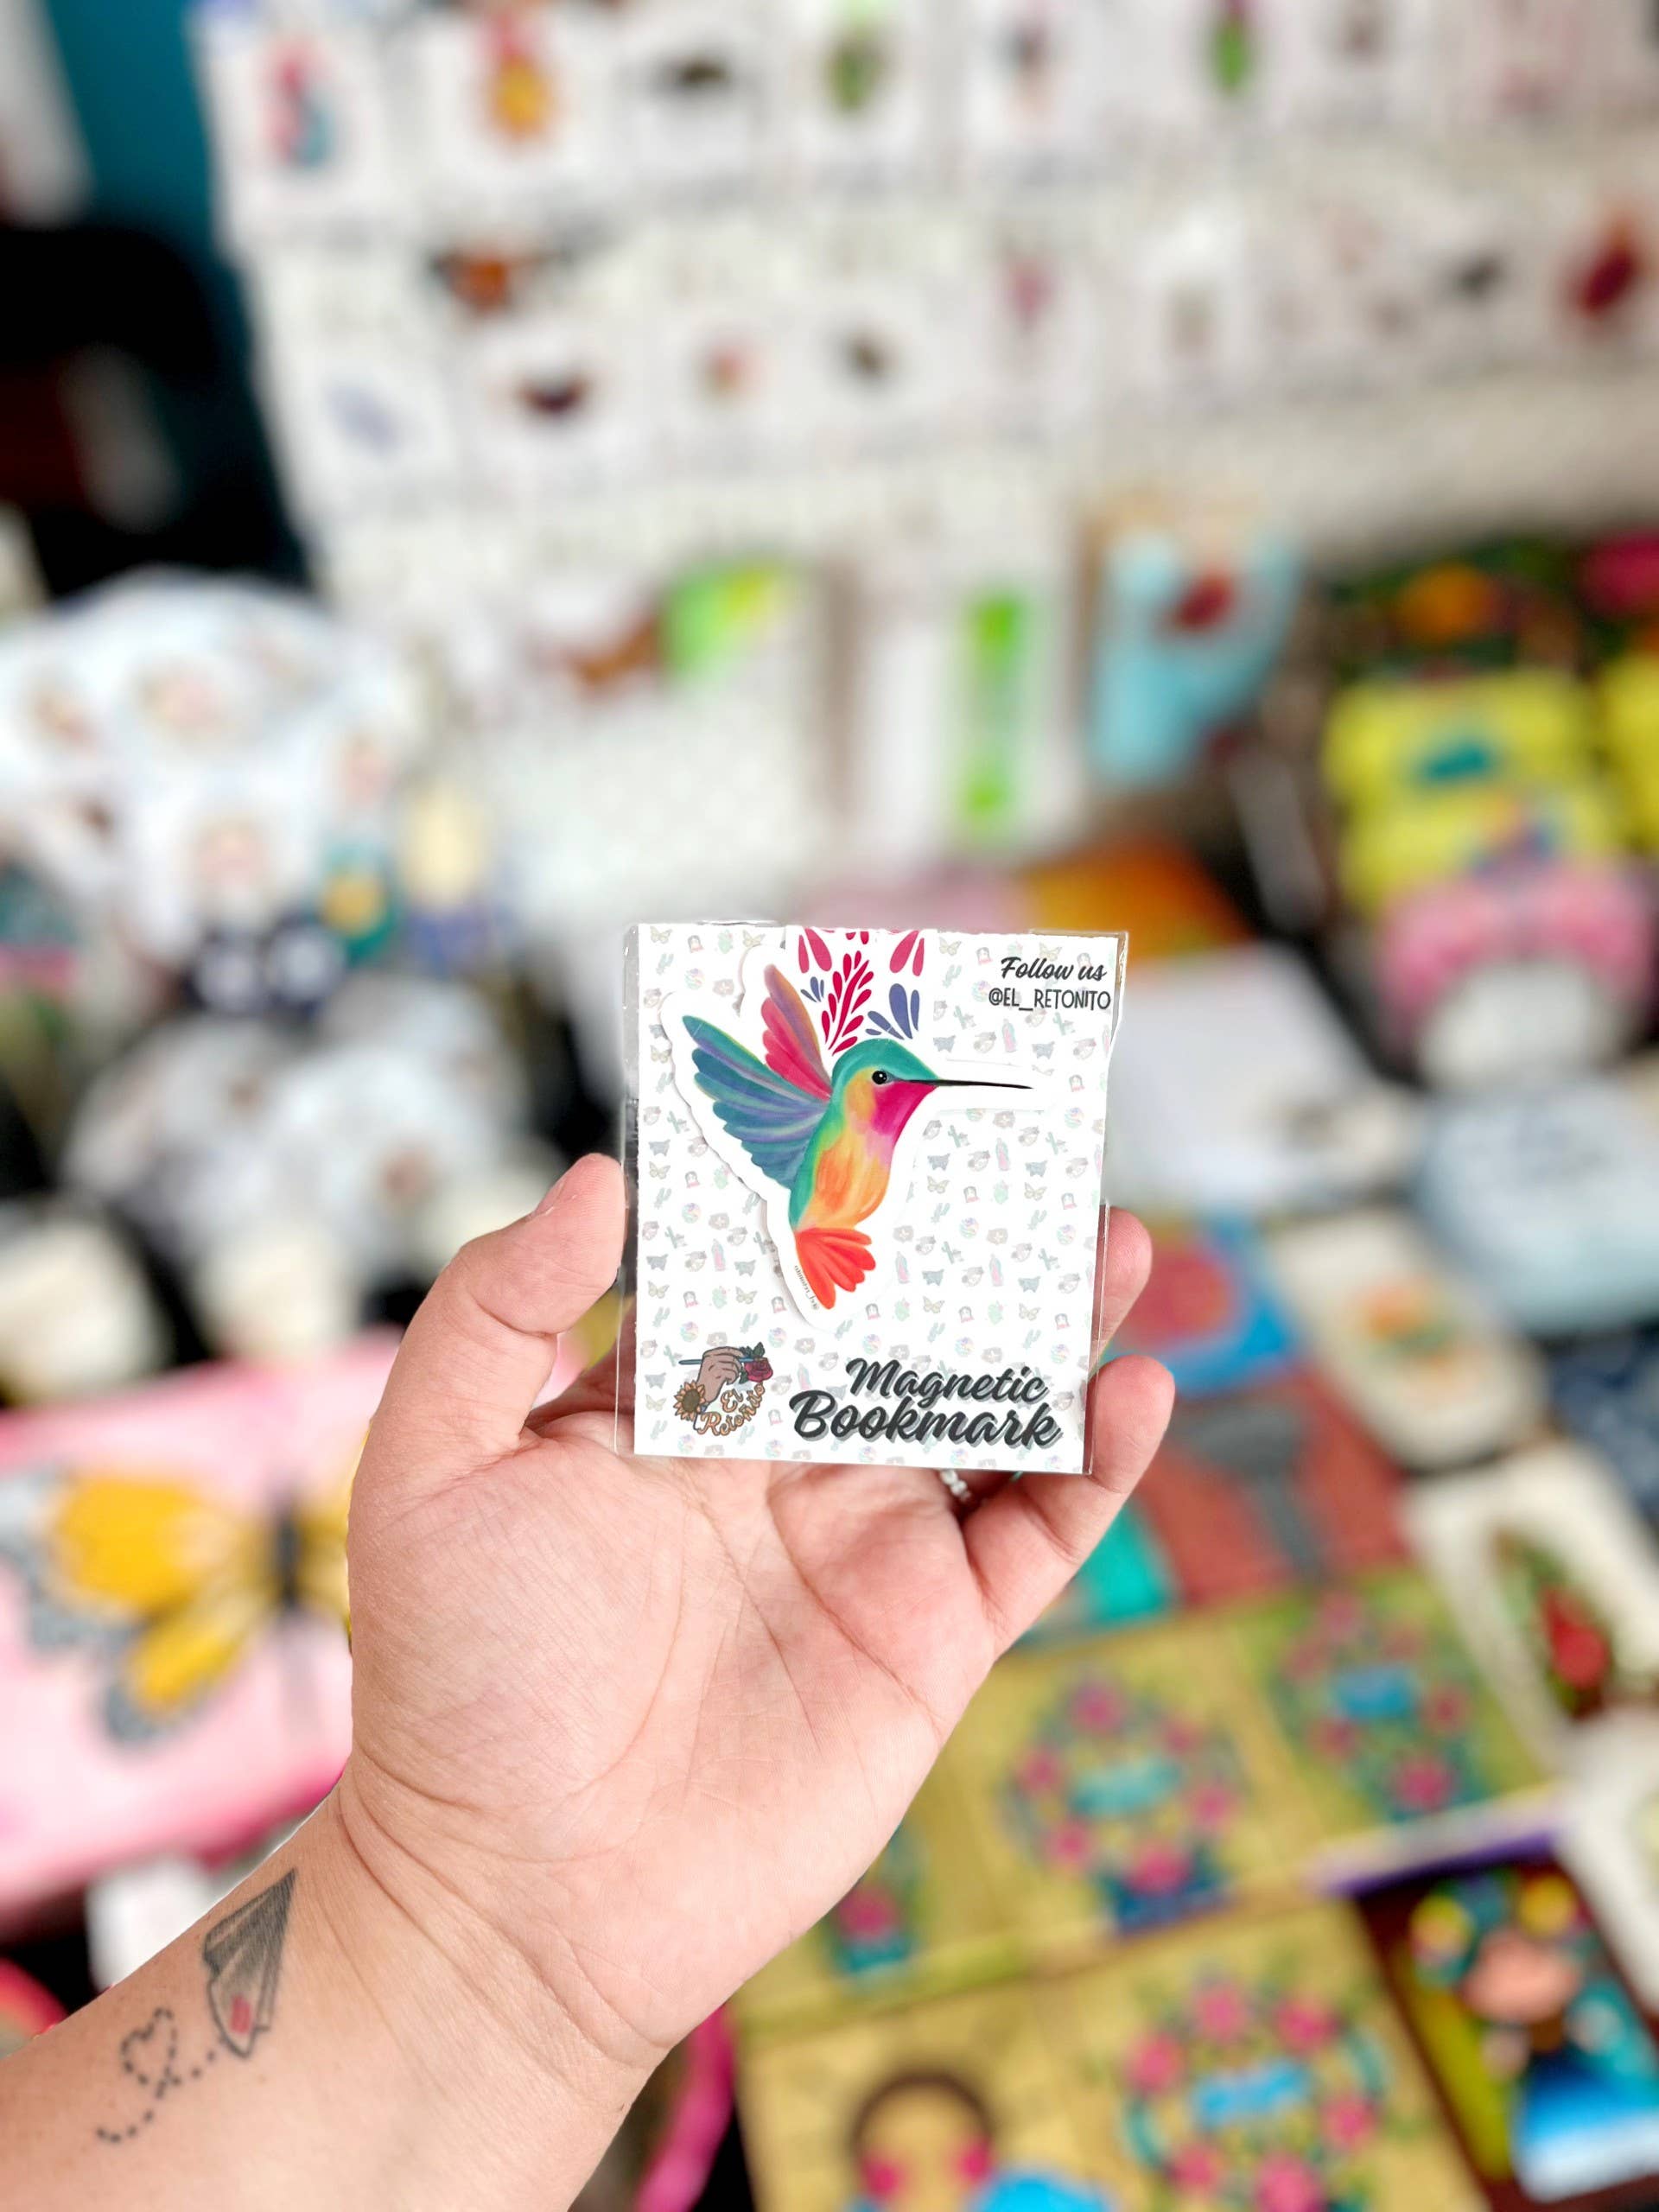 Follow us
@EL_RETONITO
El
Retoñito
Magnetic
Bookmark